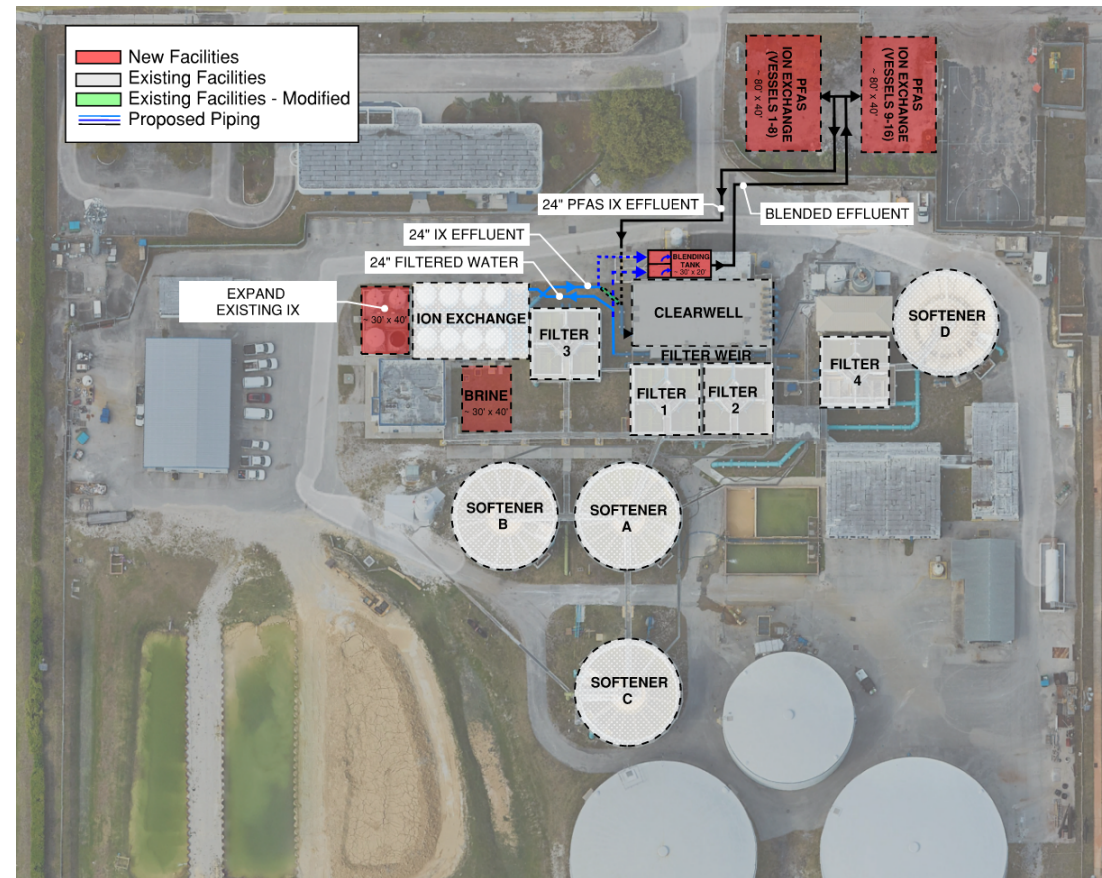 New Facilities
Existing Facilities
Existing Facilities - Modified
Proposed Piping
PFAS
ION EXCHANGE
(VESSELS 1-8)
~ 80' x 40'
PFAS
ION EXCHANGE
(VESSELS 9-16)
~ 80' x 40'
24" PFAS IX EFFLUENT
BLENDED EFFLUENT
24" IX EFFLUENT
24" FILTERED WATER
BLENDING
TANK
~ 30' x 20'
EXPAND
EXISTING IX
~ 30' x 40'
ION EXCHANGE
FILTER
3
CLEARWELL
FILTER WEIR
SOFTENER
D
FILTER
4
BRINE
~ 30' x 40'
FILTER
1
FILTER
2
SOFTENER
B
SOFTENER
A
SOFTENER
C